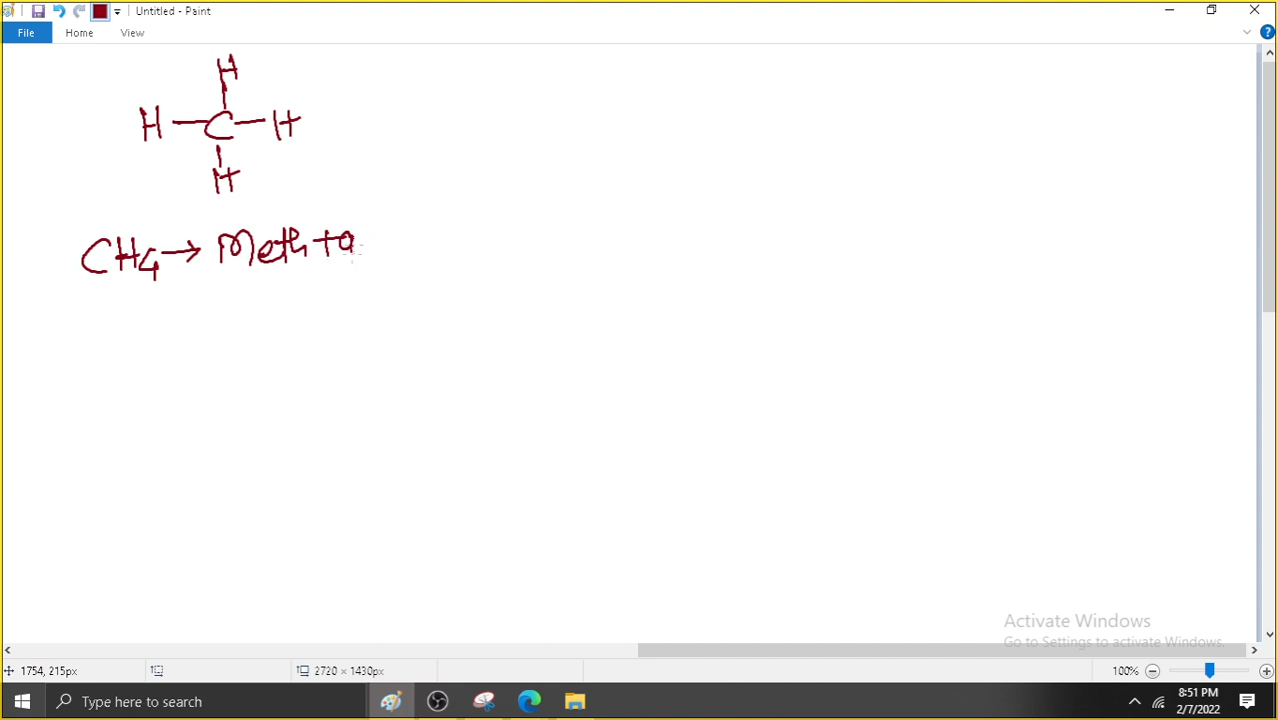 Untitled - Paint
File Home View
H
H — C — H
H
CH4 → Meth + a
Activate Windows
Go to Settings to activate Windows.
1754, 215px
2720 × 1430px
100%
Type here to search
8:51 PM
2/7/2022